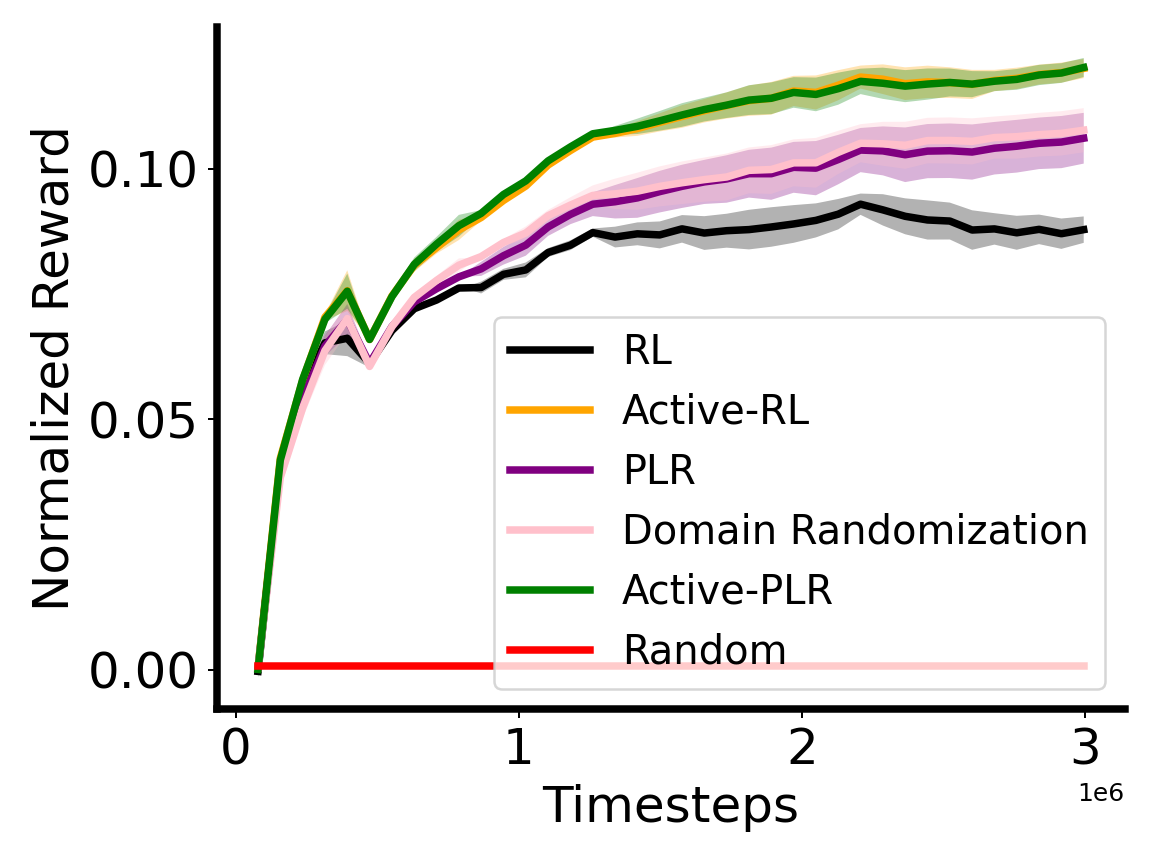 Normalized Reward
0.10
0.05
0.00
RL
Active-RL
PLR
Domain Randomization
Active-PLR
Random
0
1
2
3
1e6
Timesteps